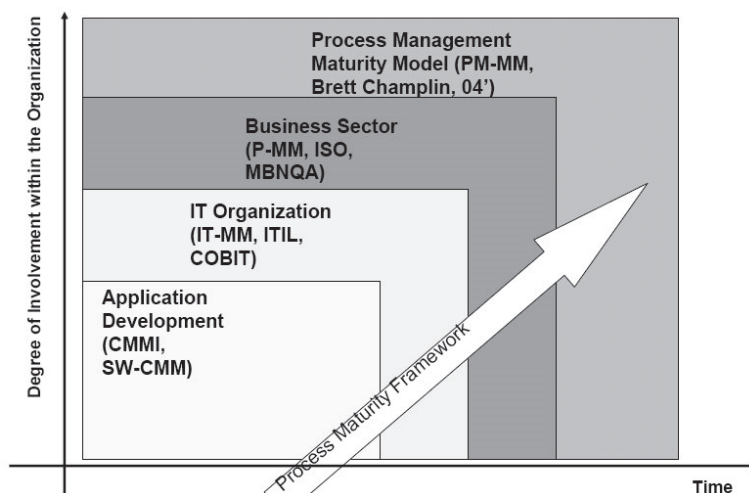 Process Management
Maturity Model (PM-MM,
Brett Champlin, 04’)
Business Sector
(P-MM, ISO,
MBNQA)
IT Organization
(IT-MM, ITIL,
COBIT)
Application
Development
(CMMI,
SW-CMM)
Process Maturity Framework
Degree of Involvement within the Organization
Time